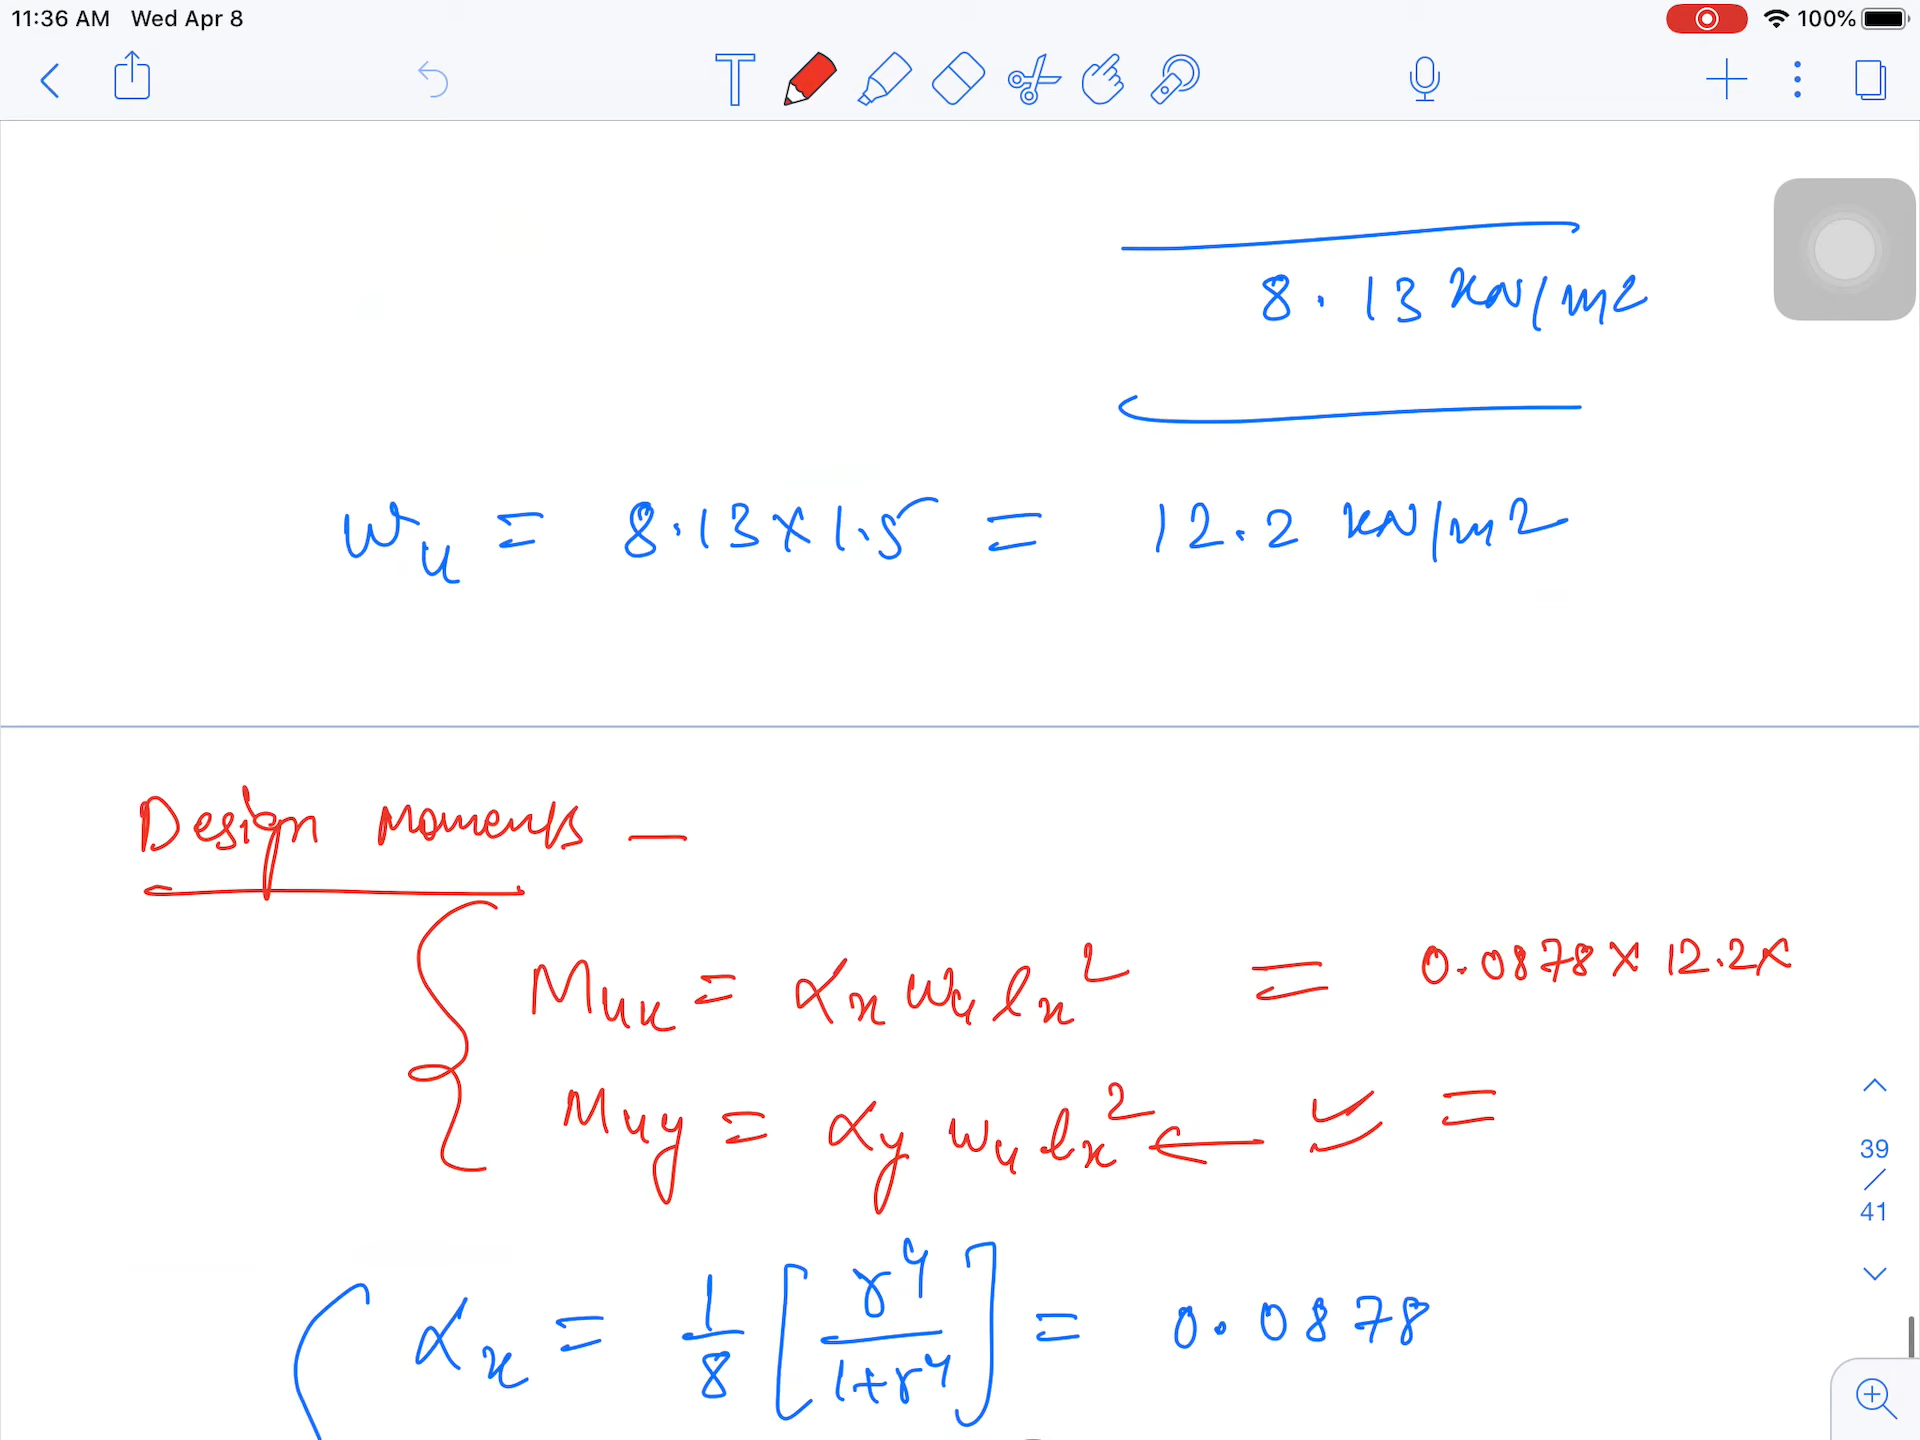 11:36 AM Wed Apr 8 100%
T
8.13 kN/m2
Wu = 8.13 x 1.5 = 12.2 kN/m2
Design Moments –
Mux = αx Wu lx² = 0.0878 x 12.2 x
Muy = αy Wu lx² ← ✓ =
39
/
41
αx = 1/8 [r⁴/1+r⁴] = 0.0878